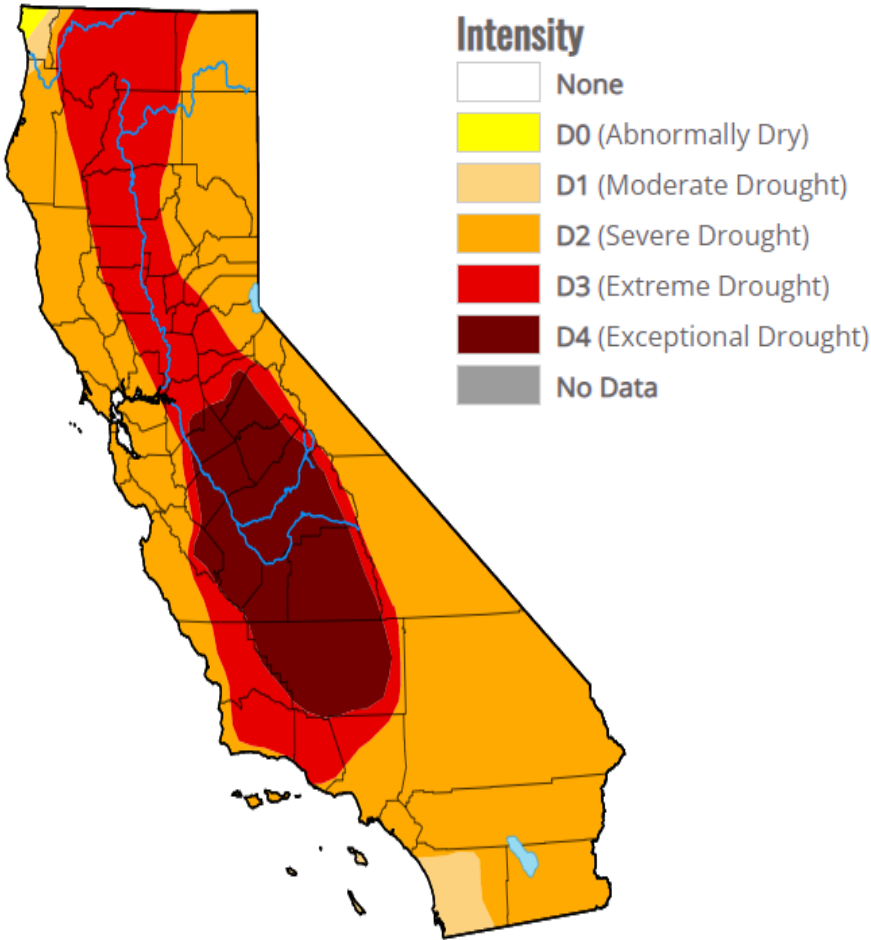 Intensity
None
D0 (Abnormally Dry)
D1 (Moderate Drought)
D2 (Severe Drought)
D3 (Extreme Drought)
D4 (Exceptional Drought)
No Data